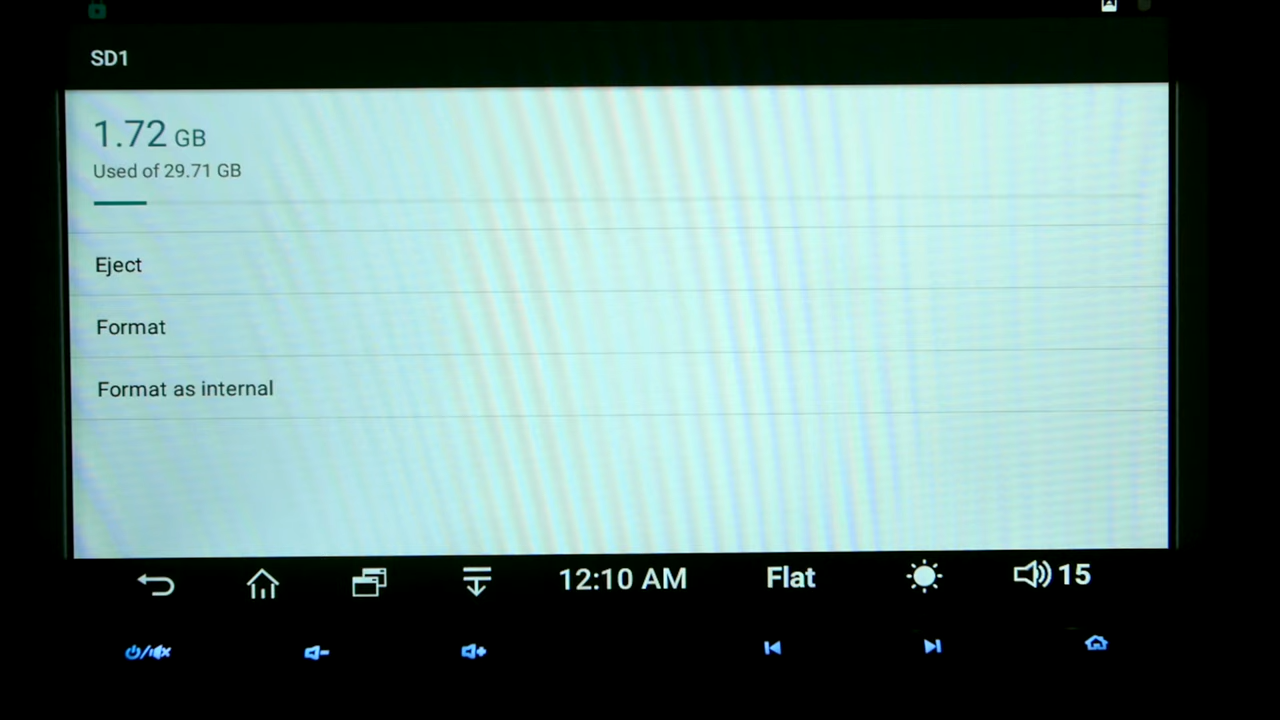 SD1
1.72 GB
Used of 29.71 GB
Eject
Format
Format as internal
12:10 AM Flat 15